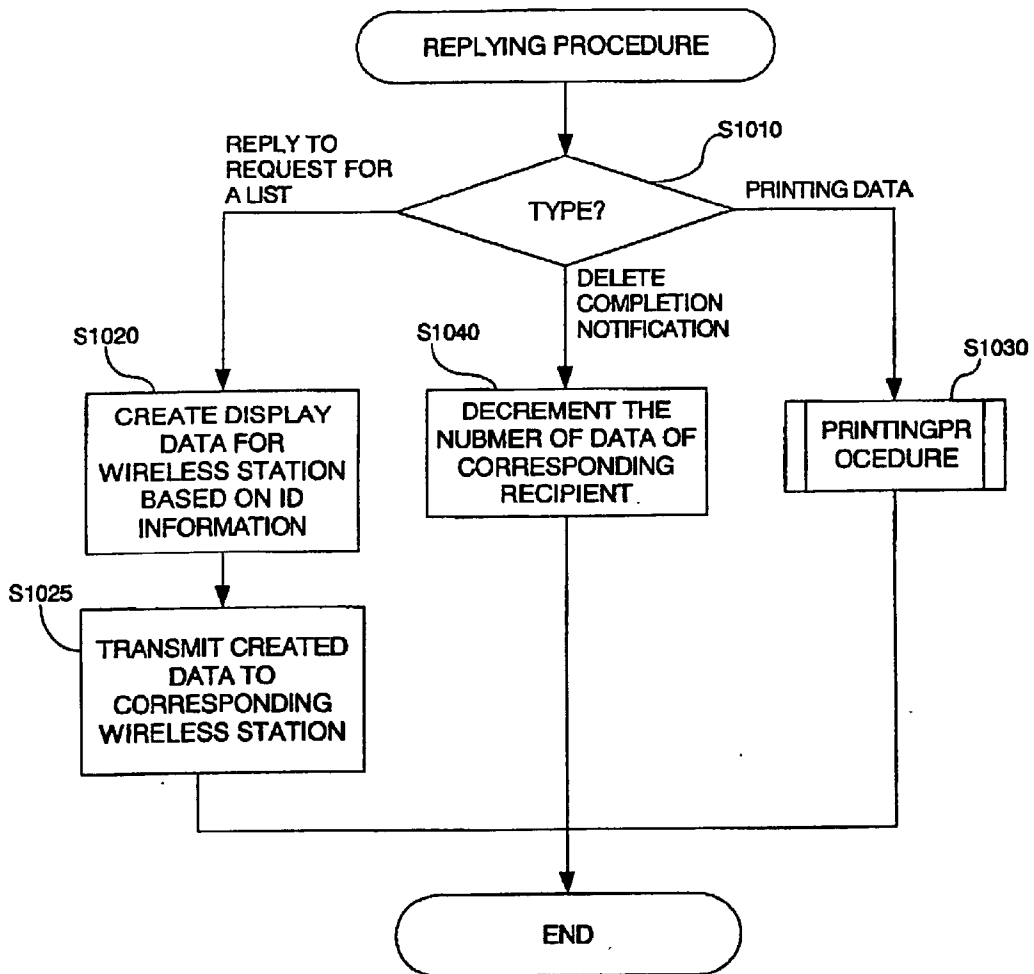 REPLYING PROCEDURE
S1010
REPLY TO
REQUEST FOR
A LIST
TYPE?
PRINTING DATA
DELETE
COMPLETION
NOTIFICATION
S1020
CREATE DISPLAY
DATA FOR
WIRELESS STATION
BASED ON ID
INFORMATION
S1040
DECREMENT THE
NUBMER OF DATA OF
CORRESPONDING
RECIPIENT
S1030
PRINTINGPR
OCEDURE
S1025
TRANSMIT CREATED
DATA TO
CORRESPONDING
WIRELESS STATION
END